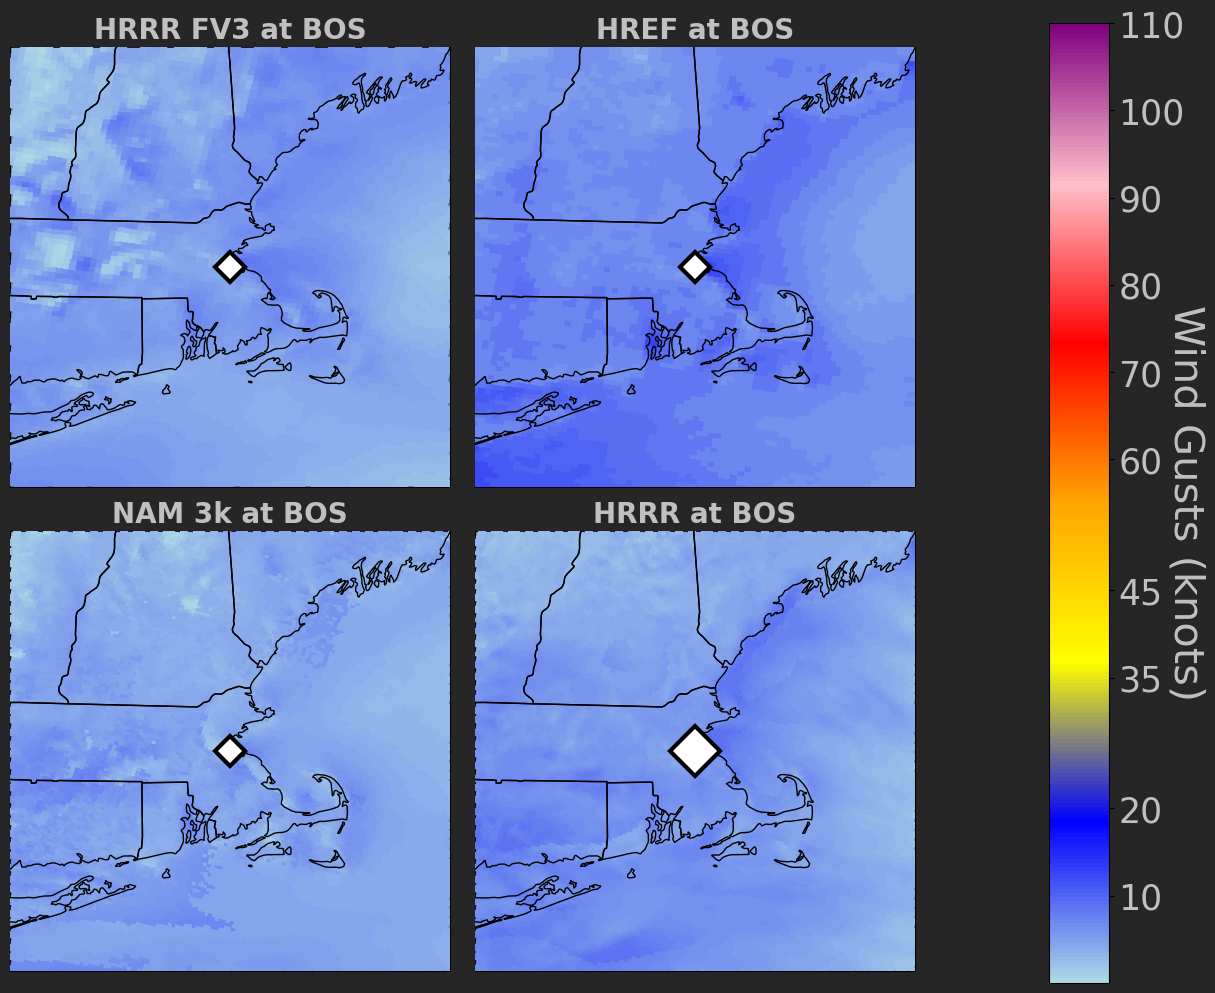 HRRR FV3 at BOS
HREF at BOS
NAM 3k at BOS
HRRR at BOS
110
100
90
80
70
60
45
35
20
10
Wind Gusts (knots)